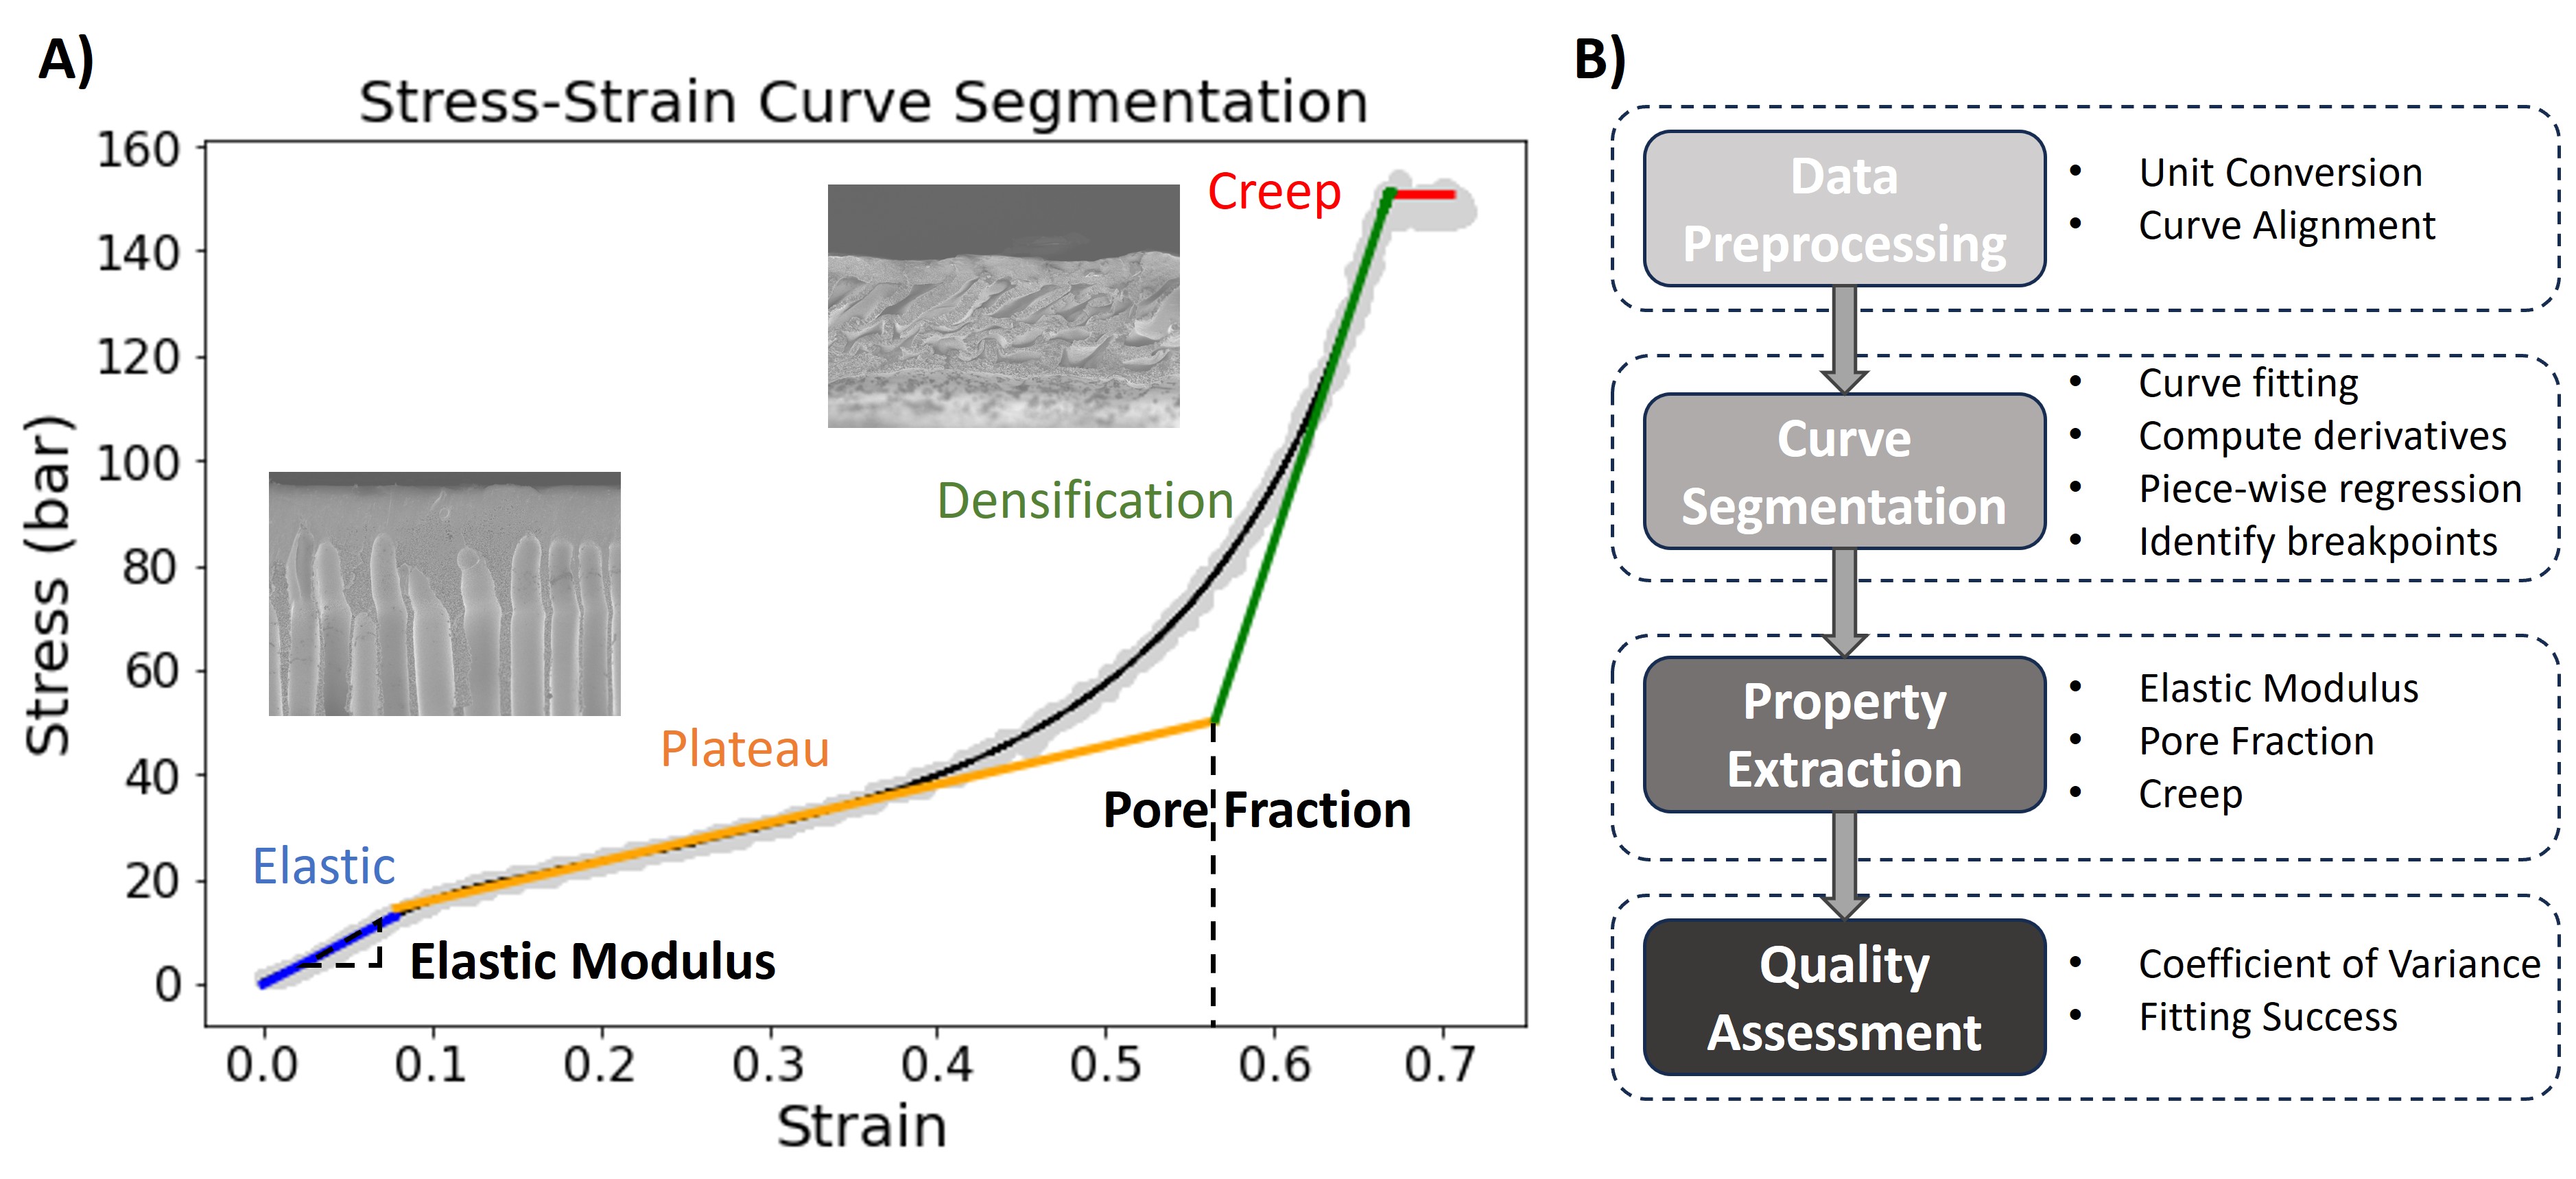 A)
Stress-Strain Curve Segmentation
160
140
120
100
80
60
40
20
0
Stress (bar)
Creep
Densification
Plateau
Pore Fraction
Elastic
Elastic Modulus
0.0 0.1 0.2 0.3 0.4 0.5 0.6 0.7
Strain
B)
Data
Preprocessing
• Unit Conversion
• Curve Alignment
Curve
Segmentation
• Curve fitting
• Compute derivatives
• Piece-wise regression
• Identify breakpoints
Property
Extraction
• Elastic Modulus
• Pore Fraction
• Creep
Quality
Assessment
• Coefficient of Variance
• Fitting Success